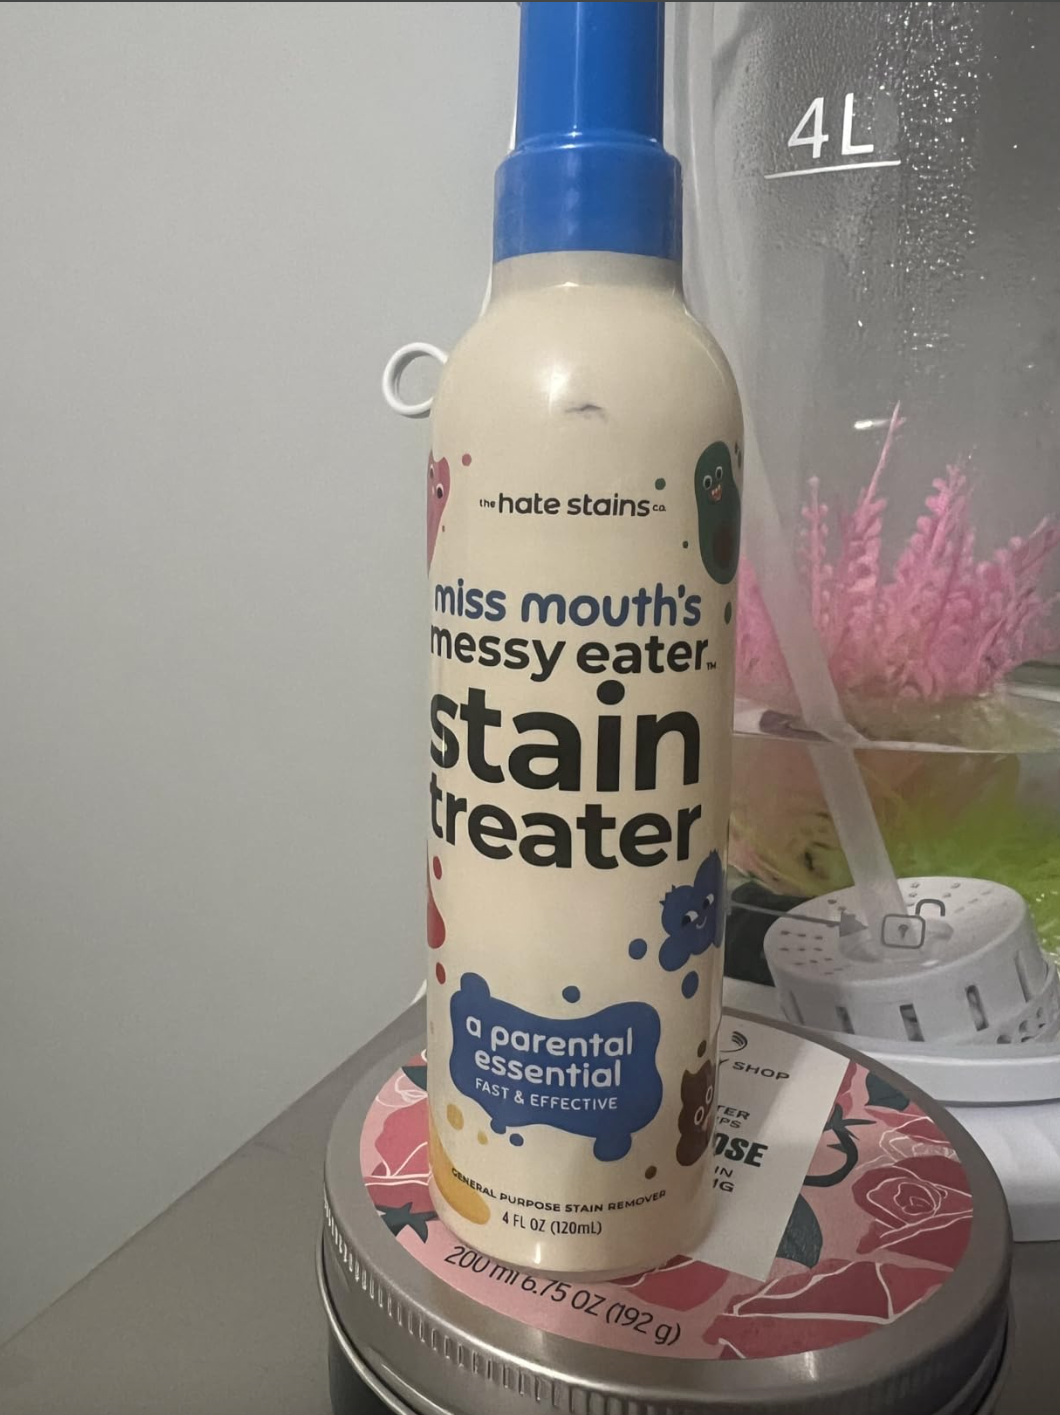 4L
the hate stains co.
miss mouth's
messy eater™
stain
treater
a parental
essential
FAST & EFFECTIVE
GENERAL PURPOSE STAIN REMOVER
4 FL OZ (120mL)
SHOP
OSE
IN
200 ml 6.75 OZ (192 g)